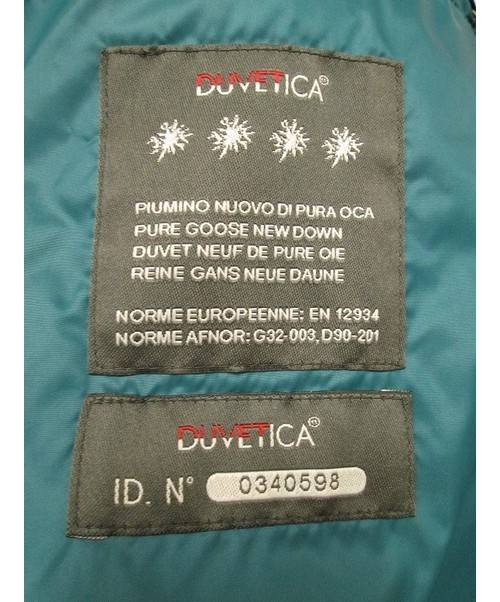 DUVETICA®
PIUMINO NUOVO DI PURA OCA
PURE GOOSE NEW DOWN
DUVET NEUF DE PURE OIE
REINE GANS NEUE DAUNE
NORME EUROPEENNE: EN 12934
NORME AFNOR: G32-003, D90-201
DUVETICA®
ID. N° 0340598